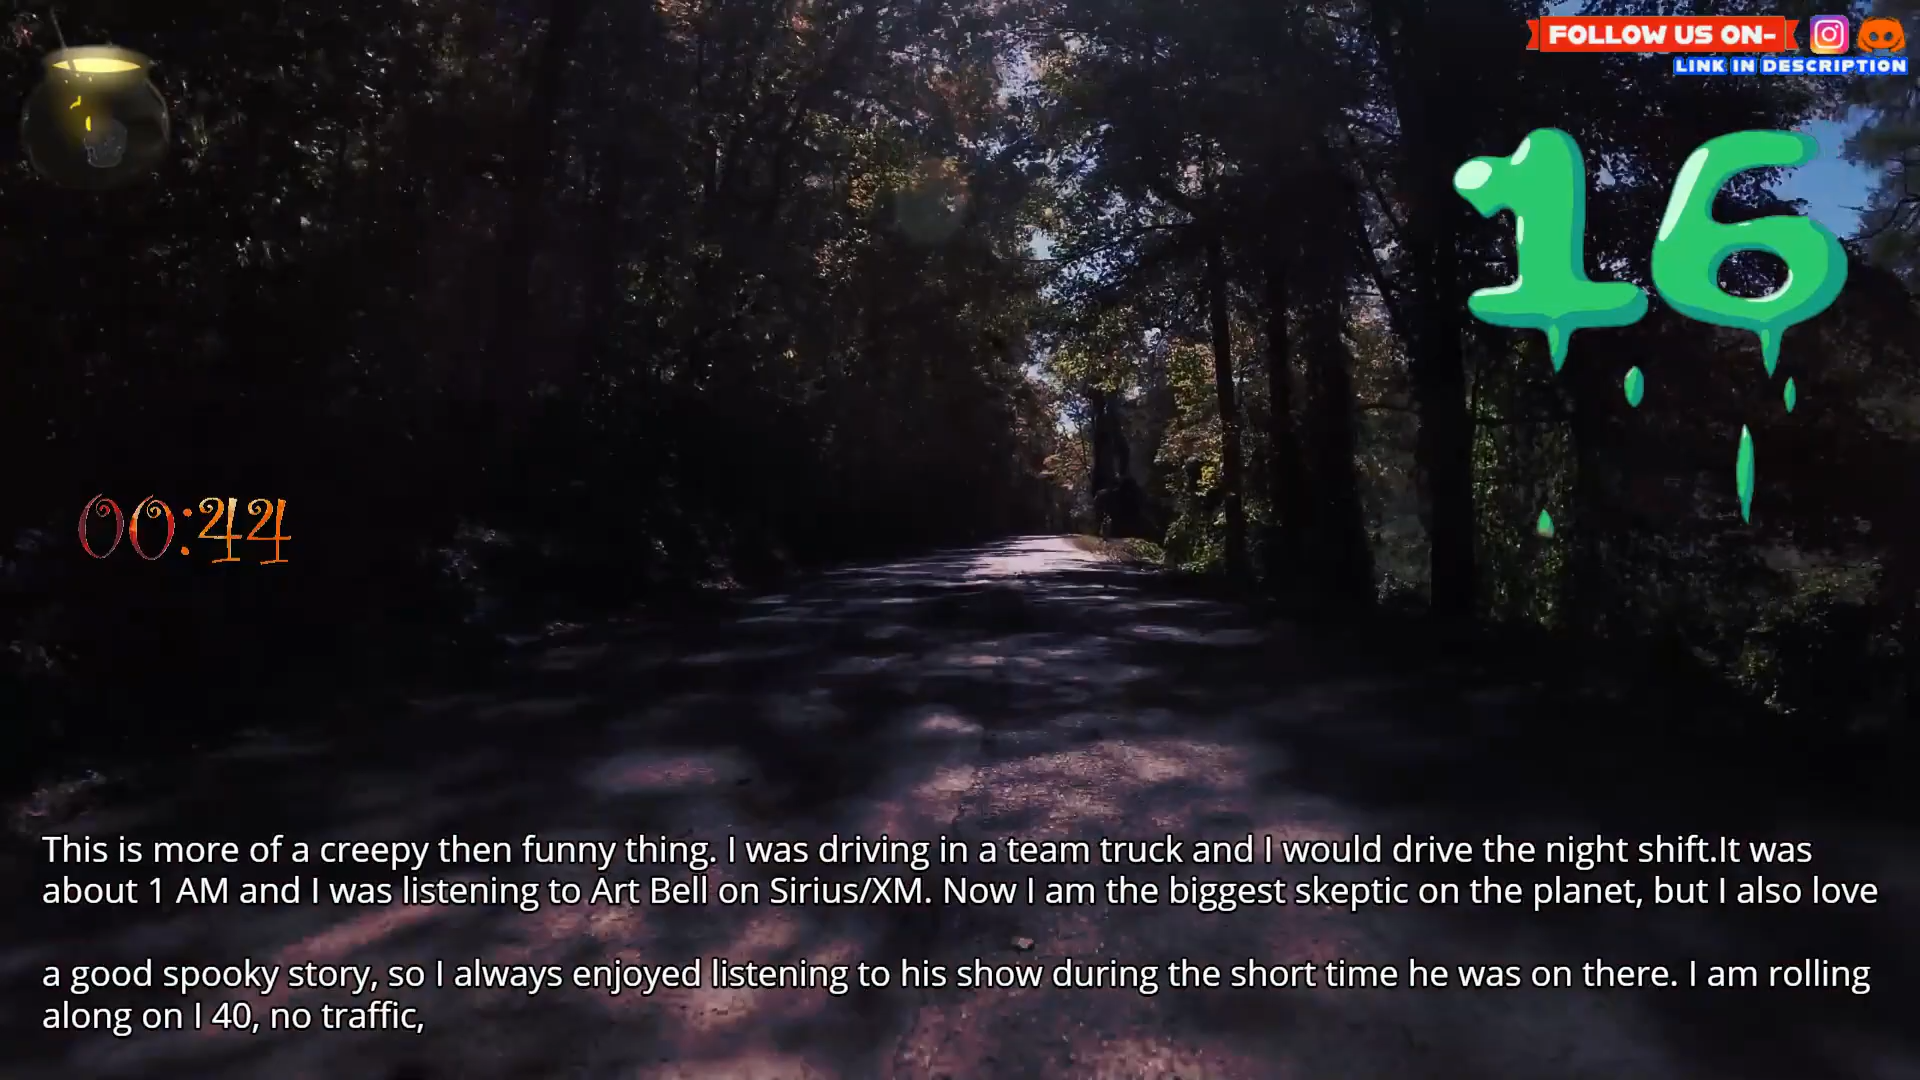 FOLLOW US ON-
LINK IN DESCRIPTION
16
00:44
This is more of a creepy then funny thing. I was driving in a team truck and I would drive the night shift.It was
about 1 AM and I was listening to Art Bell on Sirius/XM. Now I am the biggest skeptic on the planet, but I also love
a good spooky story, so I always enjoyed listening to his show during the short time he was on there. I am rolling
along on I 40, no traffic,